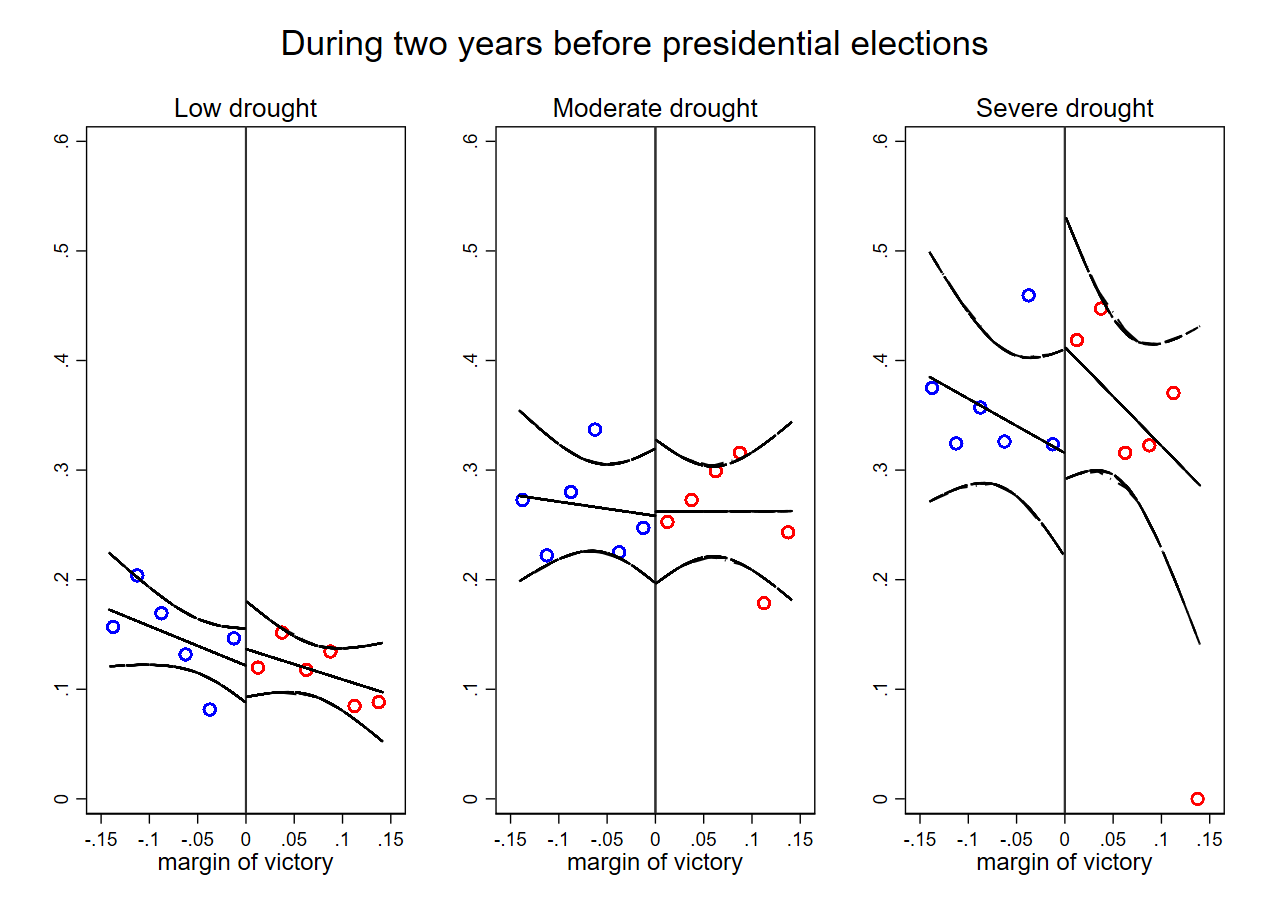 During two years before presidential elections
Low drought
.6
.5
.4
.3
.2
.1
0
-.15 -.1 -.05 0 .05 .1 .15
margin of victory
Moderate drought
.6
.5
.4
.3
.2
.1
0
-.15 -.1 -.05 0 .05 .1 .15
margin of victory
Severe drought
.6
.5
.4
.3
.2
.1
0
-.15 -.1 -.05 0 .05 .1 .15
margin of victory